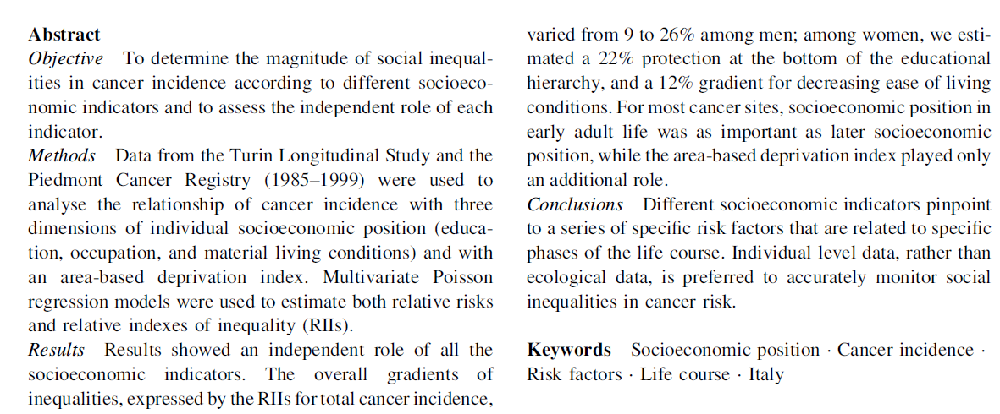 Abstract
Objective To determine the magnitude of social inequal-
ities in cancer incidence according to different socioeco-
nomic indicators and to assess the independent role of each
indicator.
Methods Data from the Turin Longitudinal Study and the
Piedmont Cancer Registry (1985–1999) were used to
analyse the relationship of cancer incidence with three
dimensions of individual socioeconomic position (educa-
tion, occupation, and material living conditions) and with
an area-based deprivation index. Multivariate Poisson
regression models were used to estimate both relative risks
and relative indexes of inequality (RIIs).
Results Results showed an independent role of all the
socioeconomic indicators. The overall gradients of
inequalities, expressed by the RIIs for total cancer incidence,
varied from 9 to 26% among men; among women, we esti-
mated a 22% protection at the bottom of the educational
hierarchy, and a 12% gradient for decreasing ease of living
conditions. For most cancer sites, socioeconomic position in
early adult life was as important as later socioeconomic
position, while the area-based deprivation index played only
an additional role.
Conclusions Different socioeconomic indicators pinpoint
to a series of specific risk factors that are related to specific
phases of the life course. Individual level data, rather than
ecological data, is preferred to accurately monitor social
inequalities in cancer risk.
Keywords Socioeconomic position · Cancer incidence ·
Risk factors · Life course · Italy